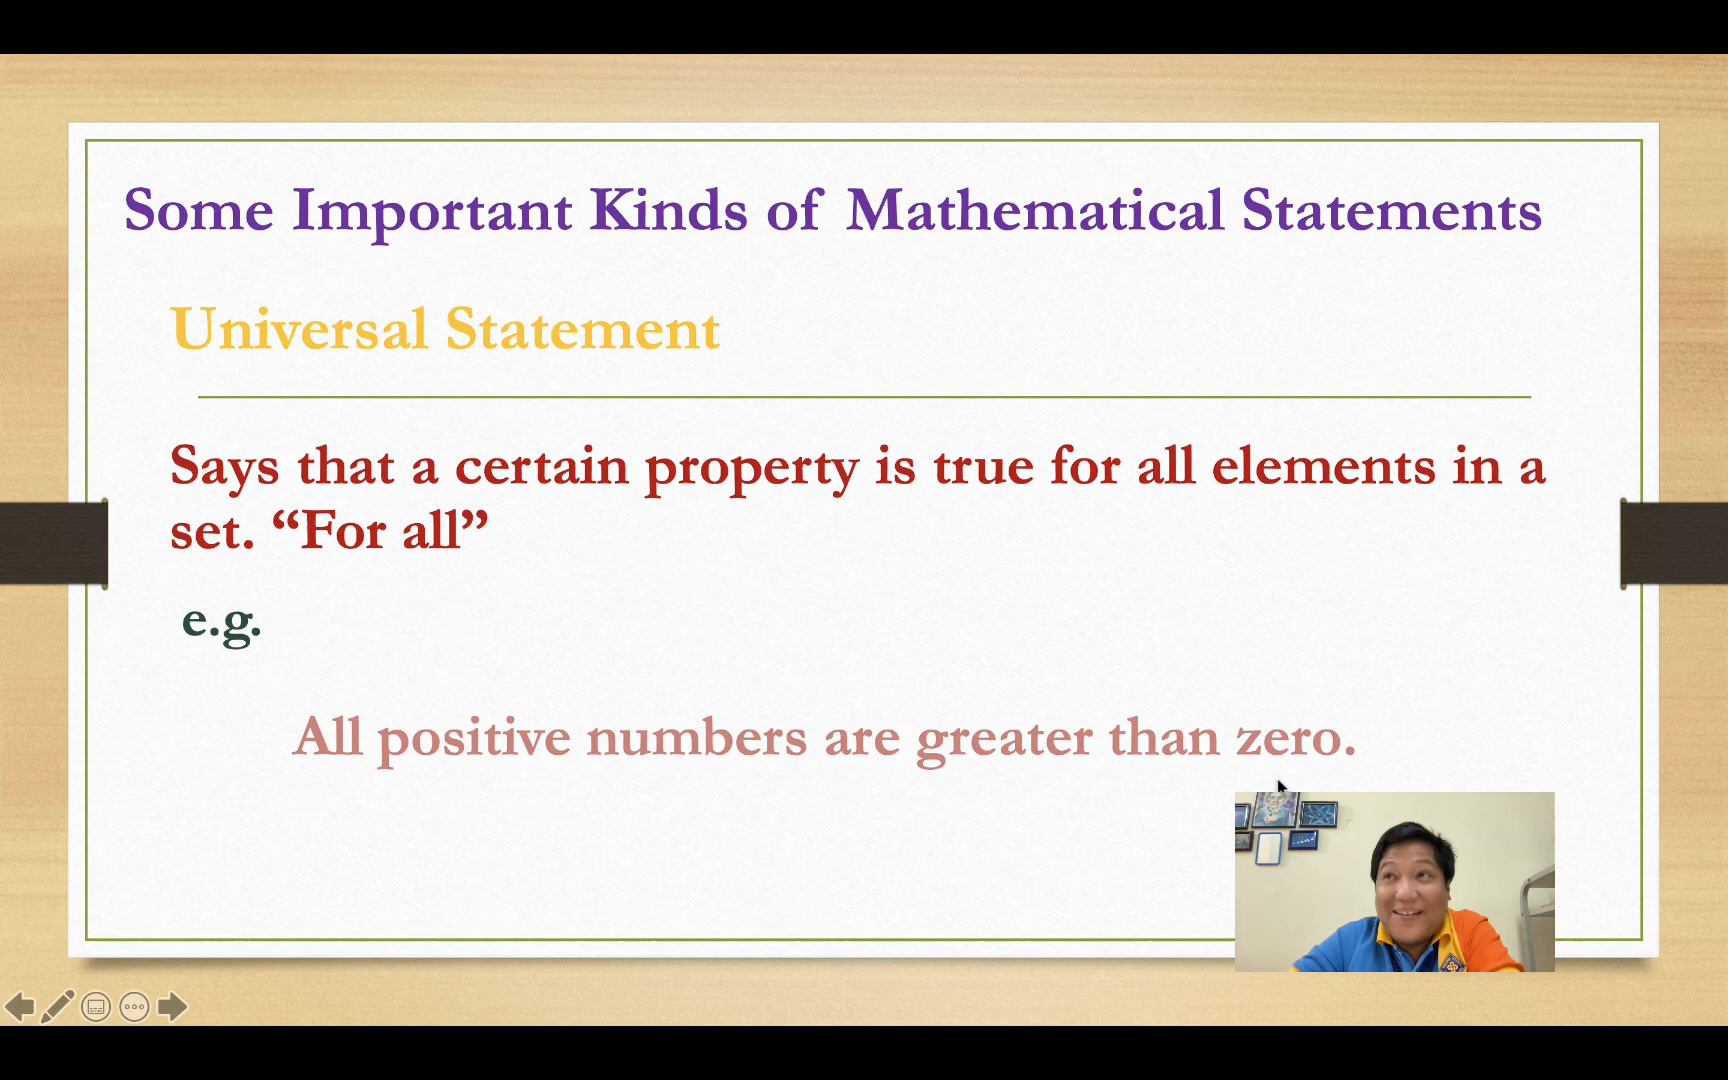 Some Important Kinds of Mathematical Statements
Universal Statement
Says that a certain property is true for all elements in a
set. “For all”
e.g.
All positive numbers are greater than zero.